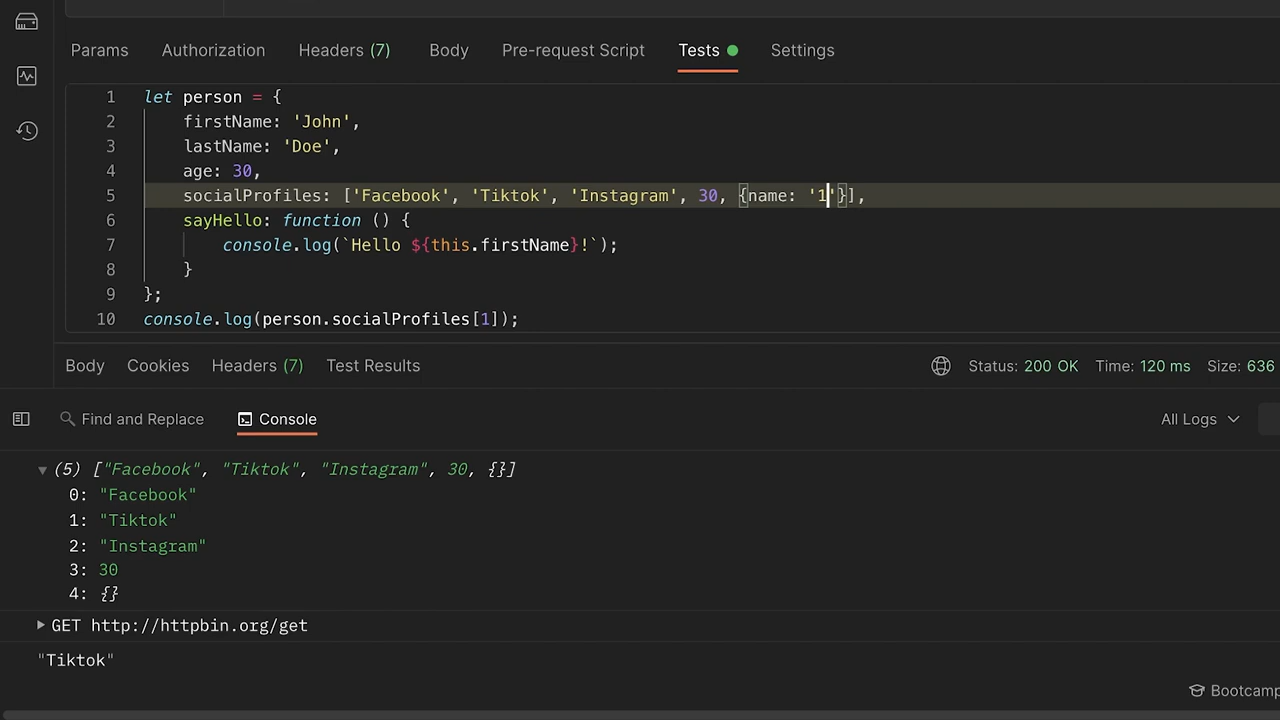 Params Authorization Headers (7) Body Pre-request Script Tests Settings
1 let person = {
2 firstName: 'John',
3 lastName: 'Doe',
4 age: 30,
5 socialProfiles: ['Facebook', 'Tiktok', 'Instagram', 30, {name: '1'}],
6 sayHello: function () {
7 console.log(`Hello ${this.firstName}!`);
8 }
9 };
10 console.log(person.socialProfiles[1]);
Body Cookies Headers (7) Test Results Status: 200 OK Time: 120 ms Size: 636
Find and Replace Console All Logs
(5) ["Facebook", "Tiktok", "Instagram", 30, {}]
0: "Facebook"
1: "Tiktok"
2: "Instagram"
3: 30
4: {}
GET http://httpbin.org/get
"Tiktok"
Bootcamp